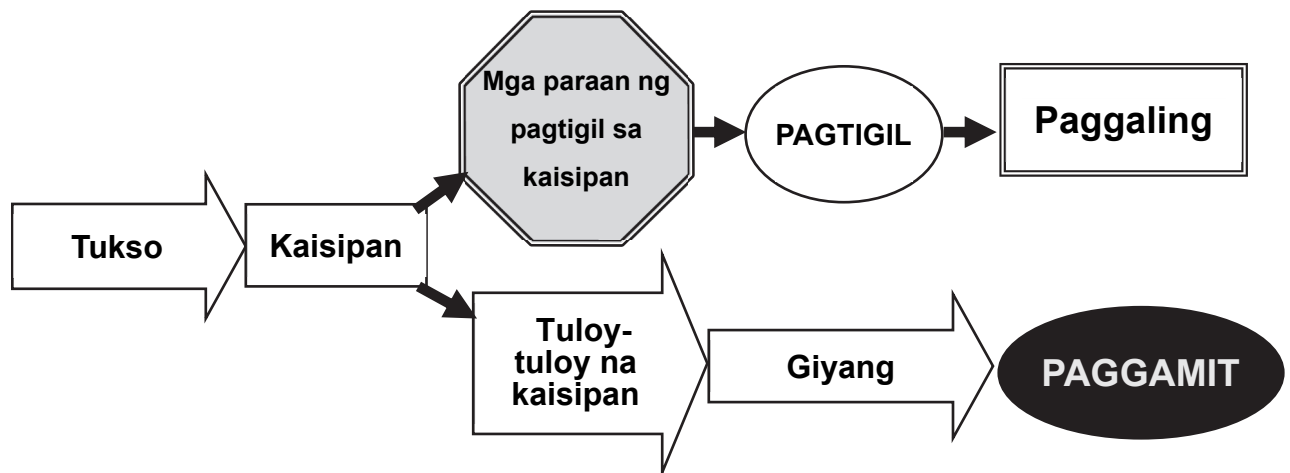 Tukso
Kaisipan
Mga paraan ng
pagtigil sa
kaisipan
PAGTIGIL
Paggaling
Tuloy-
tuloy na
kaisipan
Giyang
PAGGAMIT